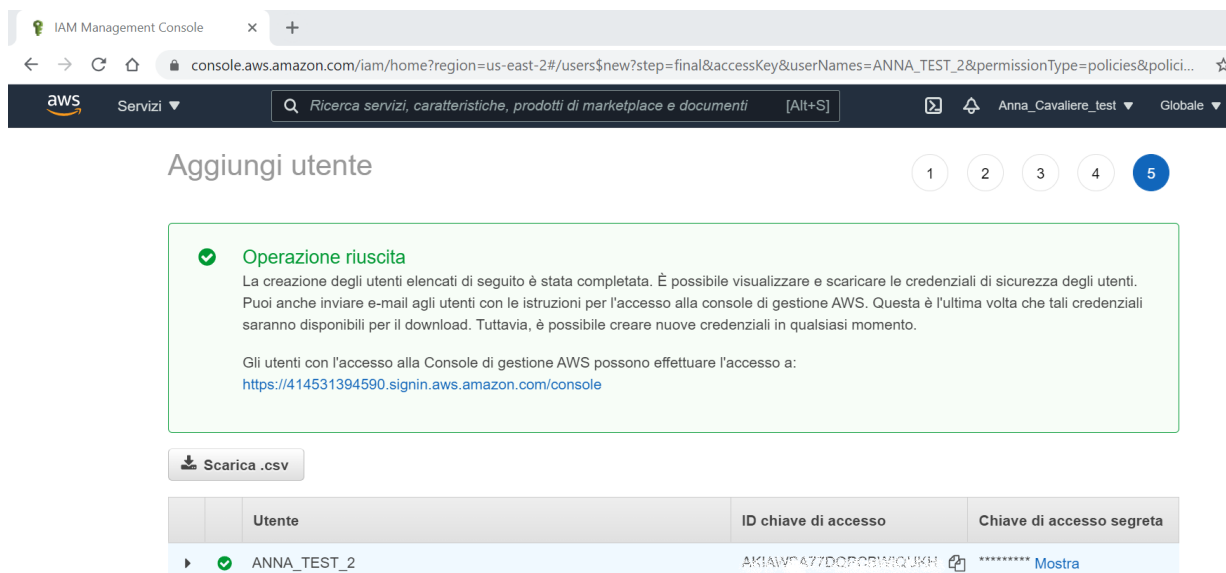 IAM Management Console
console.aws.amazon.com/iam/home?region=us-east-2#/users$new?step=final&accessKey&userNames=ANNA_TEST_2&permissionType=policies&polici...
aws Servizi ▼ Ricerca servizi, caratteristiche, prodotti di marketplace e documenti [Alt+S] Anna_Cavaliere_test ▼ Globale ▼
Aggiungi utente 1 2 3 4 5
Operazione riuscita
La creazione degli utenti elencati di seguito è stata completata. È possibile visualizzare e scaricare le credenziali di sicurezza degli utenti.
Puoi anche inviare e-mail agli utenti con le istruzioni per l'accesso alla console di gestione AWS. Questa è l'ultima volta che tali credenziali
saranno disponibili per il download. Tuttavia, è possibile creare nuove credenziali in qualsiasi momento.
Gli utenti con l'accesso alla Console di gestione AWS possono effettuare l'accesso a:
https://414531394590.signin.aws.amazon.com/console
Scarica .csv
Utente ID chiave di accesso Chiave di accesso segreta
ANNA_TEST_2 ********* Mostra